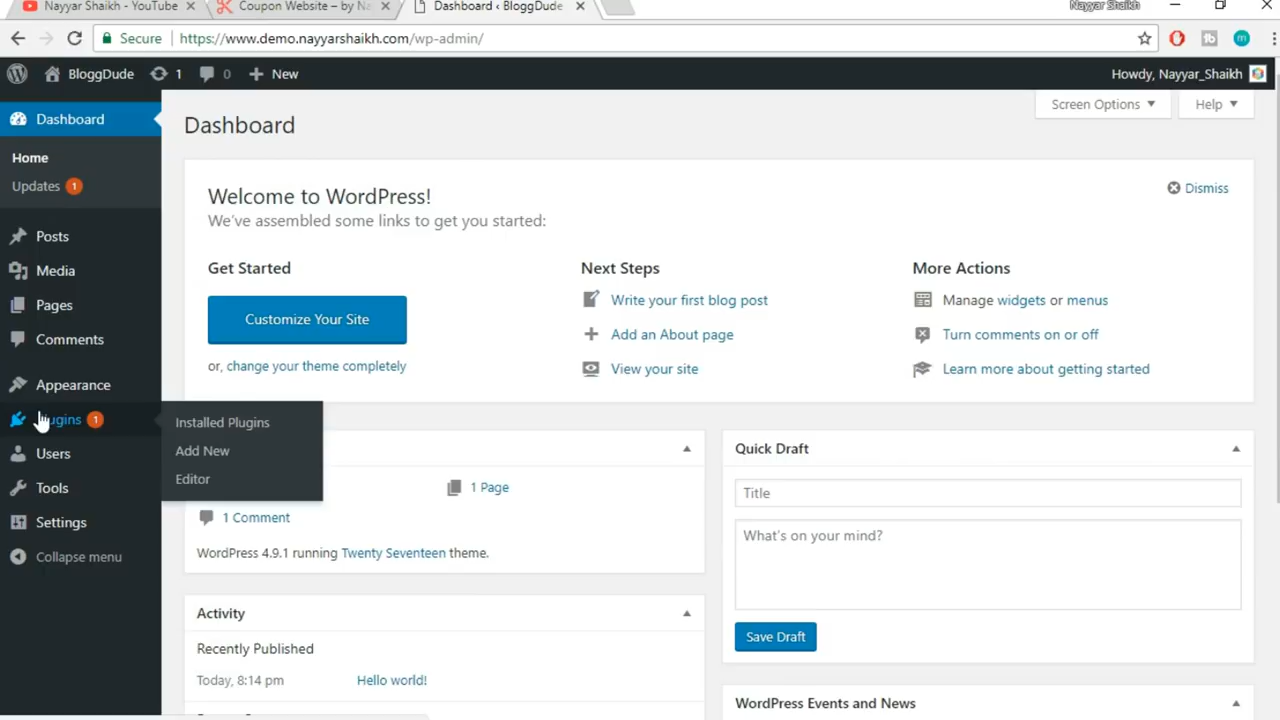 Nayyar Shaikh - YouTube
Coupon Website – by Na
Dashboard ‹ BloggDude
Nayyar Shaikh
Secure
https://www.demo.nayyarshaikh.com/wp-admin/
BloggDude 1 0 New
Howdy, Nayyar_Shaikh
Dashboard
Home
Updates 1
Posts
Media
Pages
Comments
Appearance
Plugins 1
Users
Tools
Settings
Collapse menu
Installed Plugins
Add New
Editor
Screen Options
Help
Dashboard
Welcome to WordPress!
We've assembled some links to get you started:
Dismiss
Get Started
Customize Your Site
or, change your theme completely
Next Steps
Write your first blog post
Add an About page
View your site
More Actions
Manage widgets or menus
Turn comments on or off
Learn more about getting started
1 Page
1 Comment
WordPress 4.9.1 running Twenty Seventeen theme.
Activity
Recently Published
Today, 8:14 pm Hello world!
Quick Draft
Title
What's on your mind?
Save Draft
WordPress Events and News